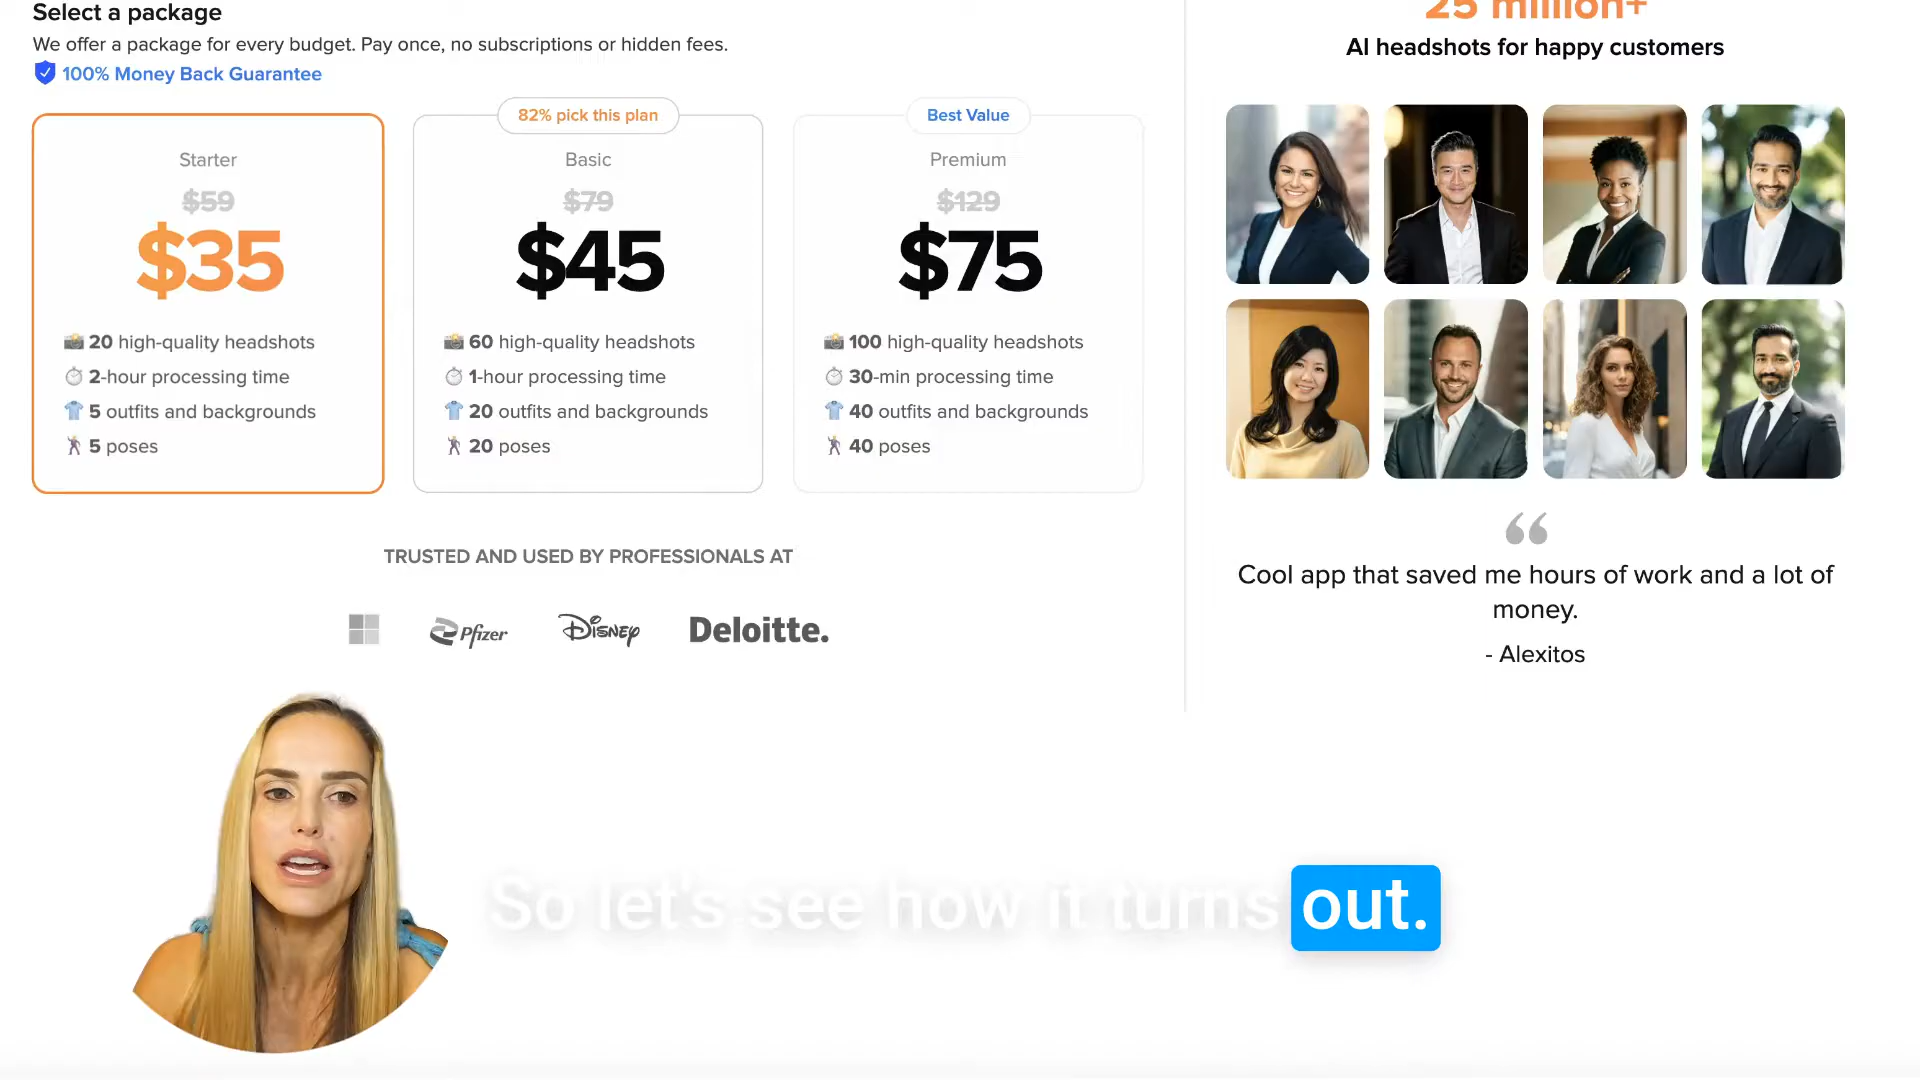 Select a package
We offer a package for every budget. Pay once, no subscriptions or hidden fees.
100% Money Back Guarantee
Starter
$59
$35
20 high-quality headshots
2-hour processing time
5 outfits and backgrounds
5 poses
82% pick this plan
Basic
$79
$45
60 high-quality headshots
1-hour processing time
20 outfits and backgrounds
20 poses
Best Value
Premium
$129
$75
100 high-quality headshots
30-min processing time
40 outfits and backgrounds
40 poses
TRUSTED AND USED BY PROFESSIONALS AT
Pfizer
Disney
Deloitte.
25 million+
AI headshots for happy customers
“
Cool app that saved me hours of work and a lot of
money.
- Alexitos
So let's see how it turns out.